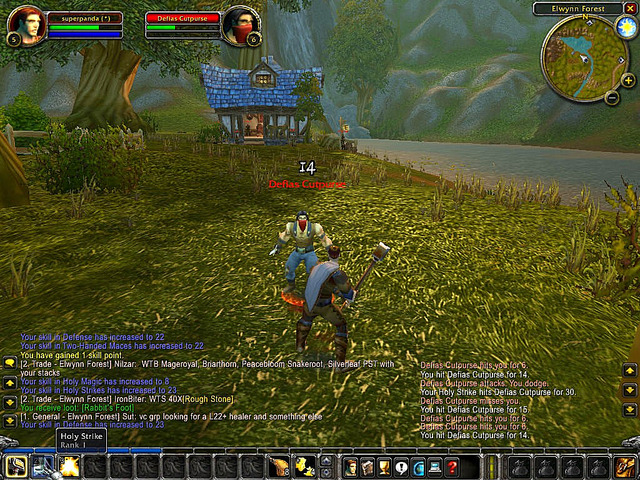 superpanda (*)
5
Defias Cutpurse
6
Elwynn Forest
N
14
Defias Cutpurse
Your skill in Defense has increased to 22
Your skill in Two-Handed Maces has increased to 22
You have gained 1 skill point.
[2. Trade - Elwynn Forest] Nilzar: WTB Mageroyal, Briarthorn, Peacebloom Snakeroot, Silverleaf PST with
your stacks
Your skill in Holy Magic has increased to 8
Your skill in Holy Strikes has increased to 23
[2. Trade - Elwynn Forest] IronBiter: WTS 40X[Rough Stone]
You receive loot: [Rabbit's Foot]
[1. General - Elwynn Forest] Sut: vc grp looking for a L22+ healer and something else
Your skill in Defense has increased to 23
Defias Cutpurse hits you for 6.
You hit Defias Cutpurse for 14.
Defias Cutpurse attacks. You dodge.
Your Holy Strike hits Defias Cutpurse for 30.
Defias Cutpurse misses you.
You hit Defias Cutpurse for 15.
Defias Cutpurse hits you for 6.
Defias Cutpurse hits you for 6.
You hit Defias Cutpurse for 14.
Holy Strike
Rank 1